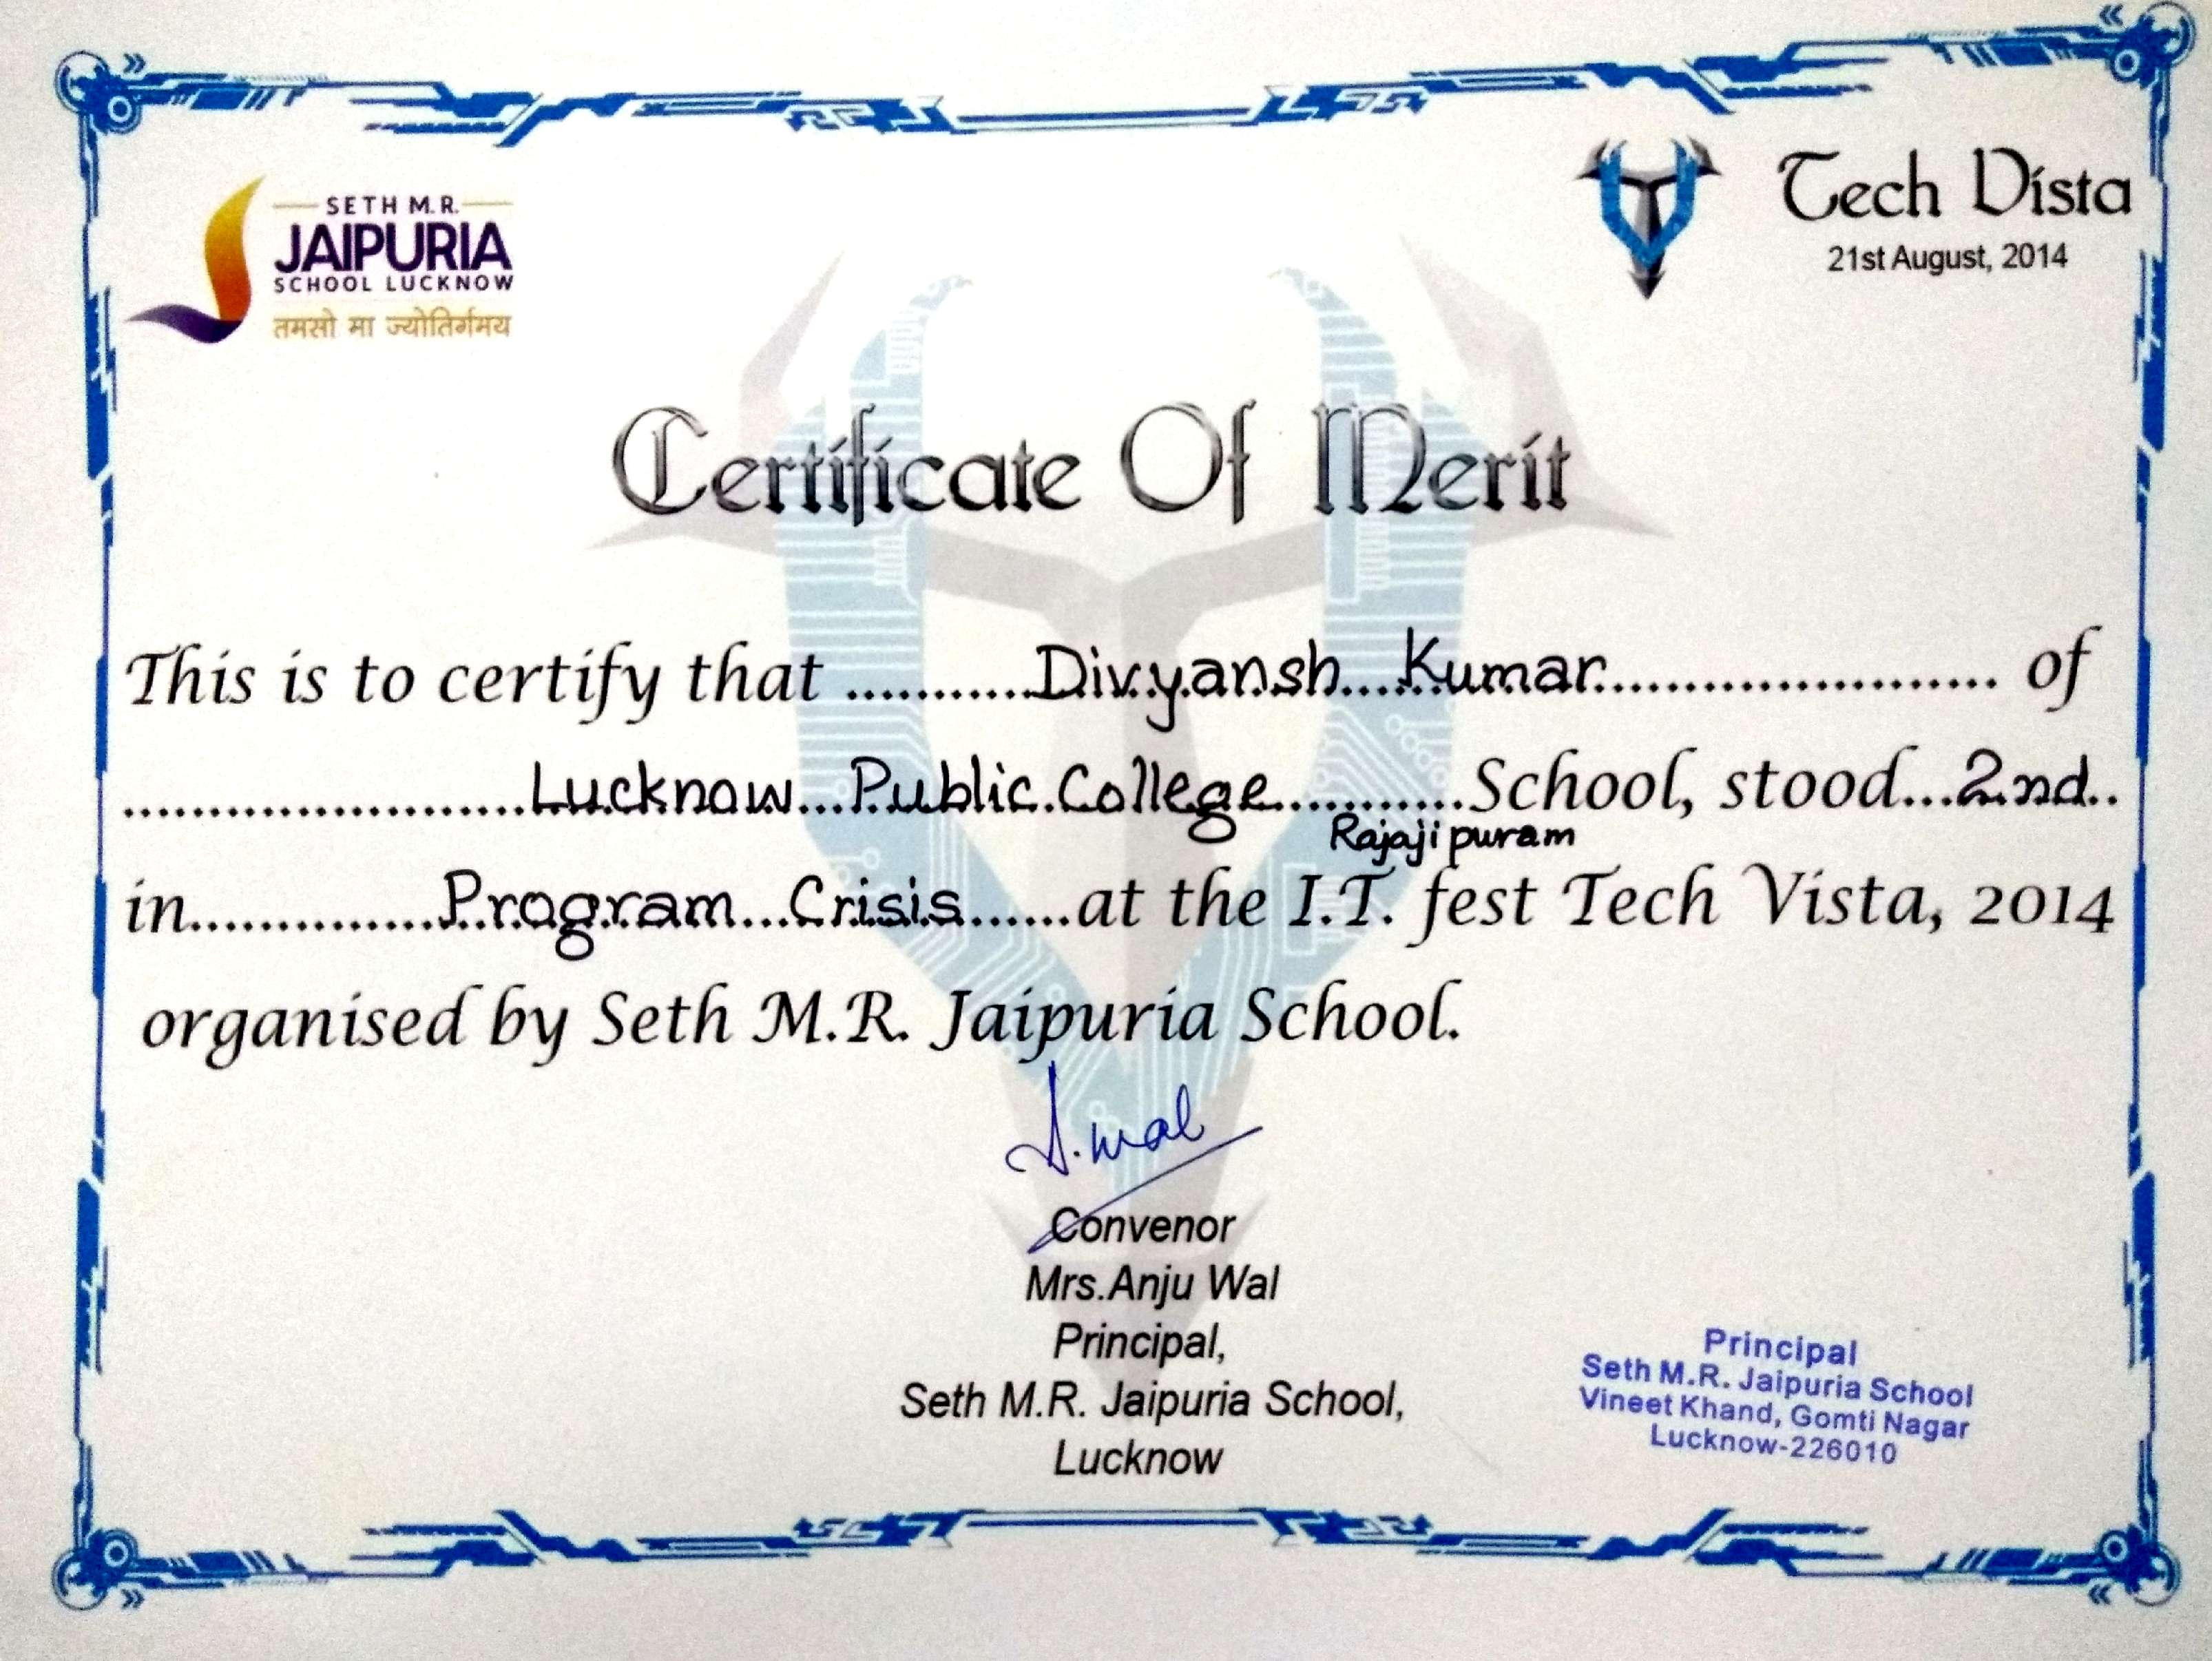 SETH M.R.
JAIPURIA
SCHOOL LUCKNOW
तमसो मा ज्योतिर्गमय
Tech Vista
21st August, 2014
Certificate Of Merit
This is to certify that ...........Divyansh Kumar...................... of
.......................Lucknow Public College...........School, stood...2nd..
Rajajipuram
in..............Program Crisis......at the I.T. fest Tech Vista, 2014
organised by Seth M.R. Jaipuria School.
A. Wal
Convenor
Mrs.Anju Wal
Principal,
Seth M.R. Jaipuria School,
Lucknow
Principal
Seth M.R. Jaipuria School
Vineet Khand, Gomti Nagar
Lucknow-226010